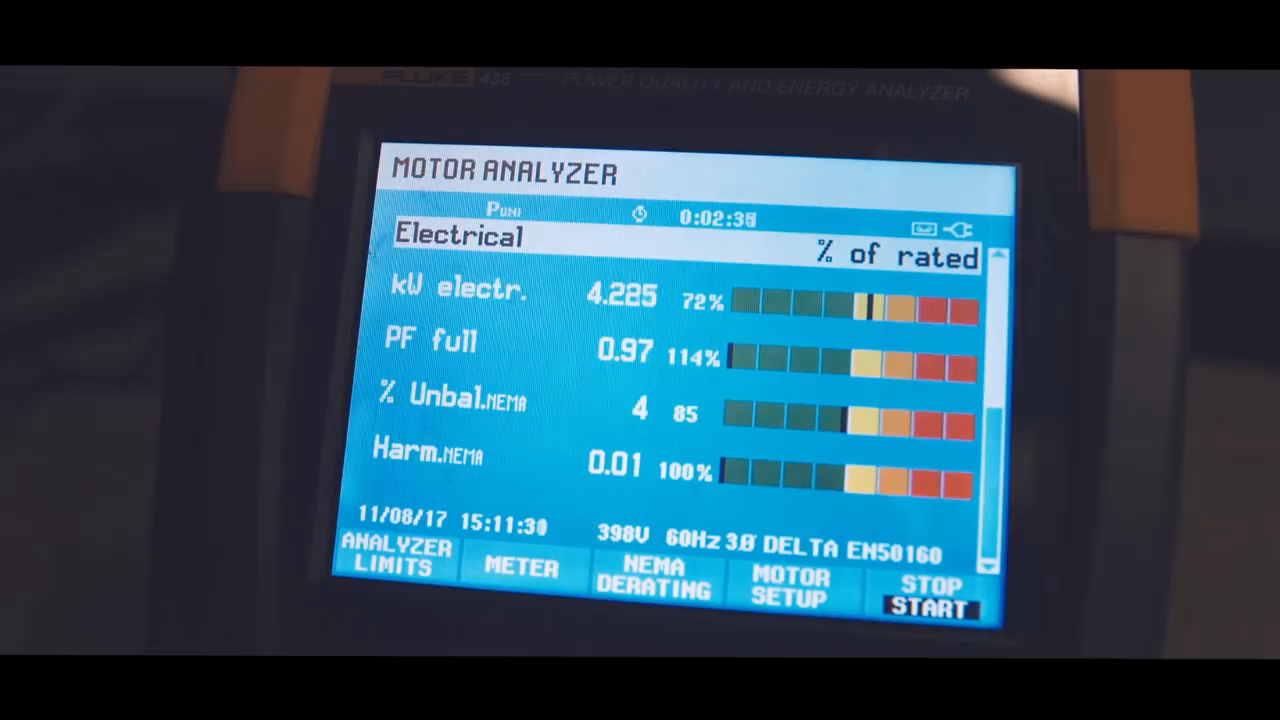 FLUKE 435 POWER QUALITY AND ENERGY ANALYZER
MOTOR ANALYZER
PUNI 0:02:35
Electrical % of rated
kW electr. 4.285 72%
PF full 0.97 114%
% Unbal.NEMA 4 85
Harm.NEMA 0.01 100%
11/08/17 15:11:30 398V 60Hz 3Ø DELTA EN50160
ANALYZER LIMITS
METER
NEMA DERATING
MOTOR SETUP
STOP START